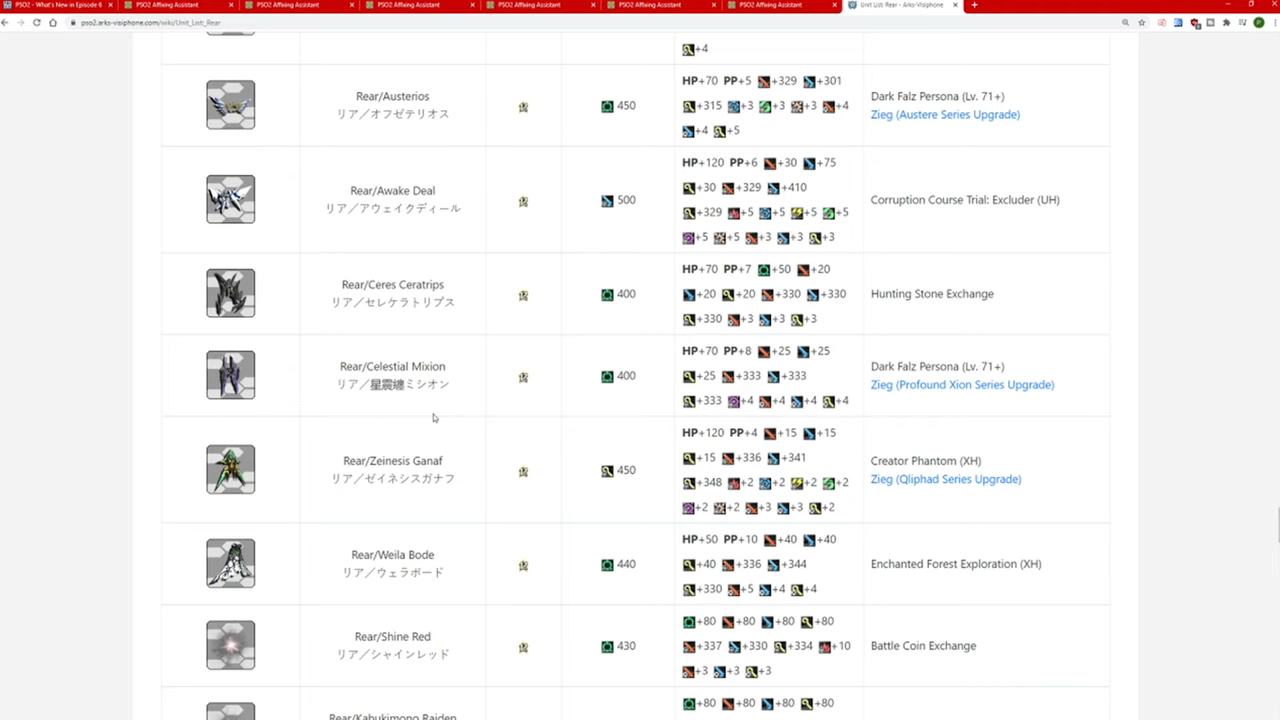 PSO2 - What's New in Episode 6
PSO2 Affixing Assistant
PSO2 Affixing Assistant
PSO2 Affixing Assistant
PSO2 Affixing Assistant
PSO2 Affixing Assistant
PSO2 Affixing Assistant
Unit List: Rear - Arks-Visiphone
pso2.arks-visiphone.com/wiki/Unit_List:_Rear
+4
Rear/Austerios
リア／オフゼテリオス
450
HP+70 PP+5 +329 +301
+315 +3 +3 +3 +4
+4 +5
Dark Falz Persona (Lv. 71+)
Zieg (Austere Series Upgrade)
Rear/Awake Deal
リア／アウェイクディール
500
HP+120 PP+6 +30 +75
+30 +329 +410
+329 +5 +5 +5 +5
+5 +5 +3 +3 +3
Corruption Course Trial: Excluder (UH)
Rear/Ceres Ceratrips
リア／セレケラトリプス
400
HP+70 PP+7 +50 +20
+20 +20 +330 +330
+330 +3 +3 +3
Hunting Stone Exchange
Rear/Celestial Mixion
リア／星震纏ミシオン
400
HP+70 PP+8 +25 +25
+25 +333 +333
+333 +4 +4 +4 +4
Dark Falz Persona (Lv. 71+)
Zieg (Profound Xion Series Upgrade)
Rear/Zeinesis Ganaf
リア／ゼイネシスガナフ
450
HP+120 PP+4 +15 +15
+15 +336 +341
+348 +2 +2 +2 +2
+2 +2 +3 +3 +2
Creator Phantom (XH)
Zieg (Qliphad Series Upgrade)
Rear/Weila Bode
リア／ウェラボード
440
HP+50 PP+10 +40 +40
+40 +336 +344
+330 +5 +4 +4
Enchanted Forest Exploration (XH)
Rear/Shine Red
リア／シャインレッド
430
+80 +80 +80 +80
+337 +330 +334 +10
+3 +3 +3
Battle Coin Exchange
Rear/Kabukimono Raiden
+80 +80 +80 +80